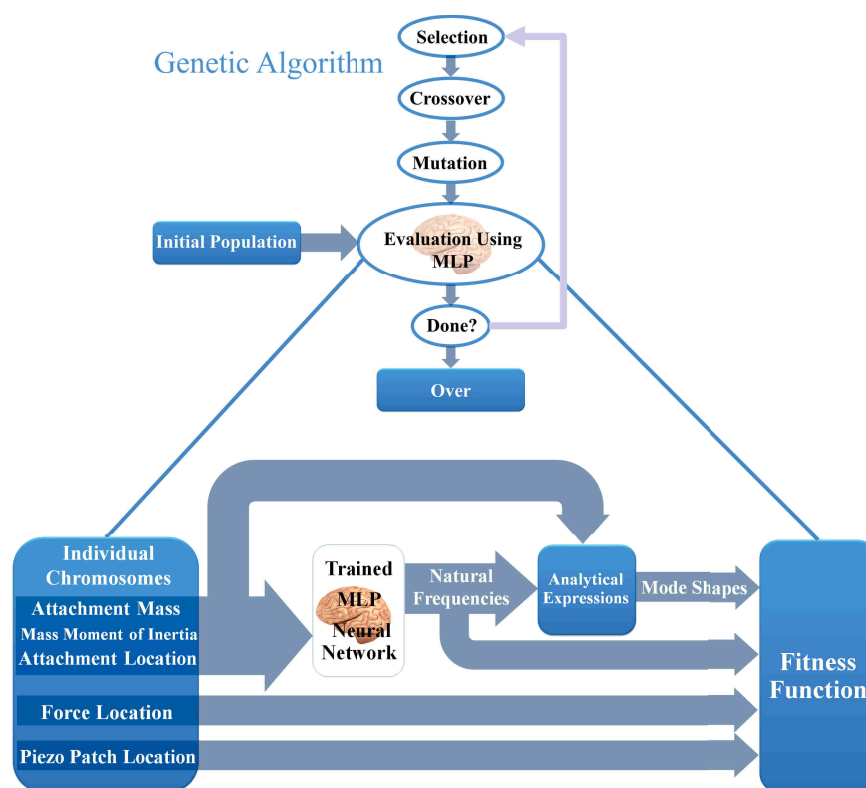 Selection
Genetic Algorithm
Crossover
Mutation
Initial Population
Evaluation Using
MLP
Done?
Over
Individual
Chromosomes
Attachment Mass
Mass Moment of Inertia
Attachment Location
Force Location
Piezo Patch Location
Trained
MLP
Neural
Network
Natural
Frequencies
Analytical
Expressions
Mode Shapes
Fitness
Function